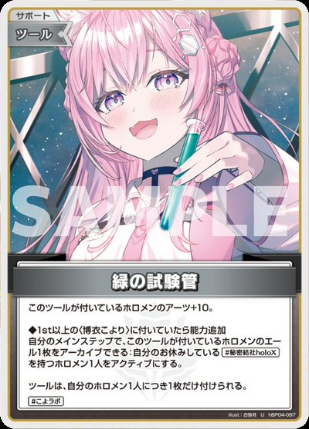 サポート
ツール
SAMPLE
緑の試験管
このツールが付いているホロメンのアーツ+10。
◆1st以上の〈博衣こより〉に付いていたら能力追加
自分のメインステップで、このツールが付いているホロメンのエー
ル1枚をアーカイブできる:自分のお休みしている #秘密結社holoX
を持つホロメン1人をアクティブにする。
ツールは、自分のホロメン1人につき1枚だけ付けられる。
#こよラボ
U hBP04-097